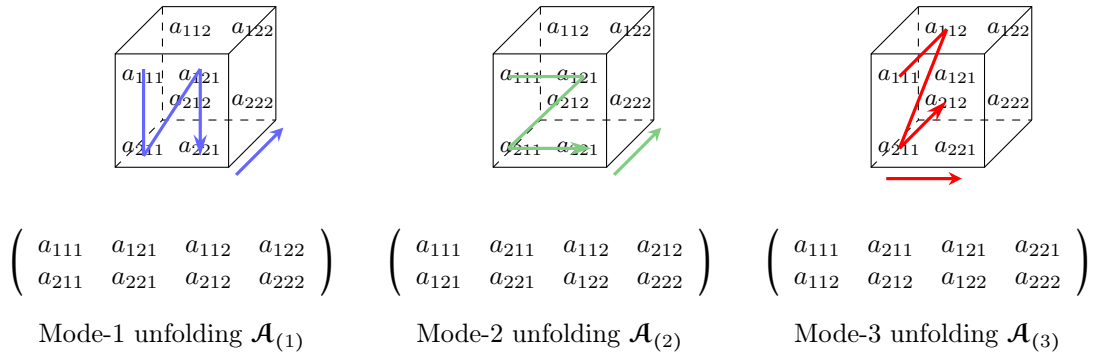 a₁₁₂ a₁₂₂ a₁₁₂ a₁₂₂ a₁₁₂ a₁₂₂
a₁₁₁ a₁₂₁ a₁₁₁ a₁₂₁ a₁₁₁ a₁₂₁
a₂₁₂ a₂₂₂ a₂₁₂ a₂₂₂ a₂₁₂ a₂₂₂
a₂₁₁ a₂₂₁ a₂₁₁ a₂₂₁ a₂₁₁ a₂₂₁
( a₁₁₁ a₁₂₁ a₁₁₂ a₁₂₂ ) ( a₁₁₁ a₂₁₁ a₁₁₂ a₂₁₂ ) ( a₁₁₁ a₂₁₁ a₁₂₁ a₂₂₁ )
( a₂₁₁ a₂₂₁ a₂₁₂ a₂₂₂ ) ( a₁₂₁ a₂₂₁ a₁₂₂ a₂₂₂ ) ( a₁₁₂ a₂₁₂ a₁₂₂ a₂₂₂ )
Mode-1 unfolding 𝓐₍₁₎ Mode-2 unfolding 𝓐₍₂₎ Mode-3 unfolding 𝓐₍₃₎